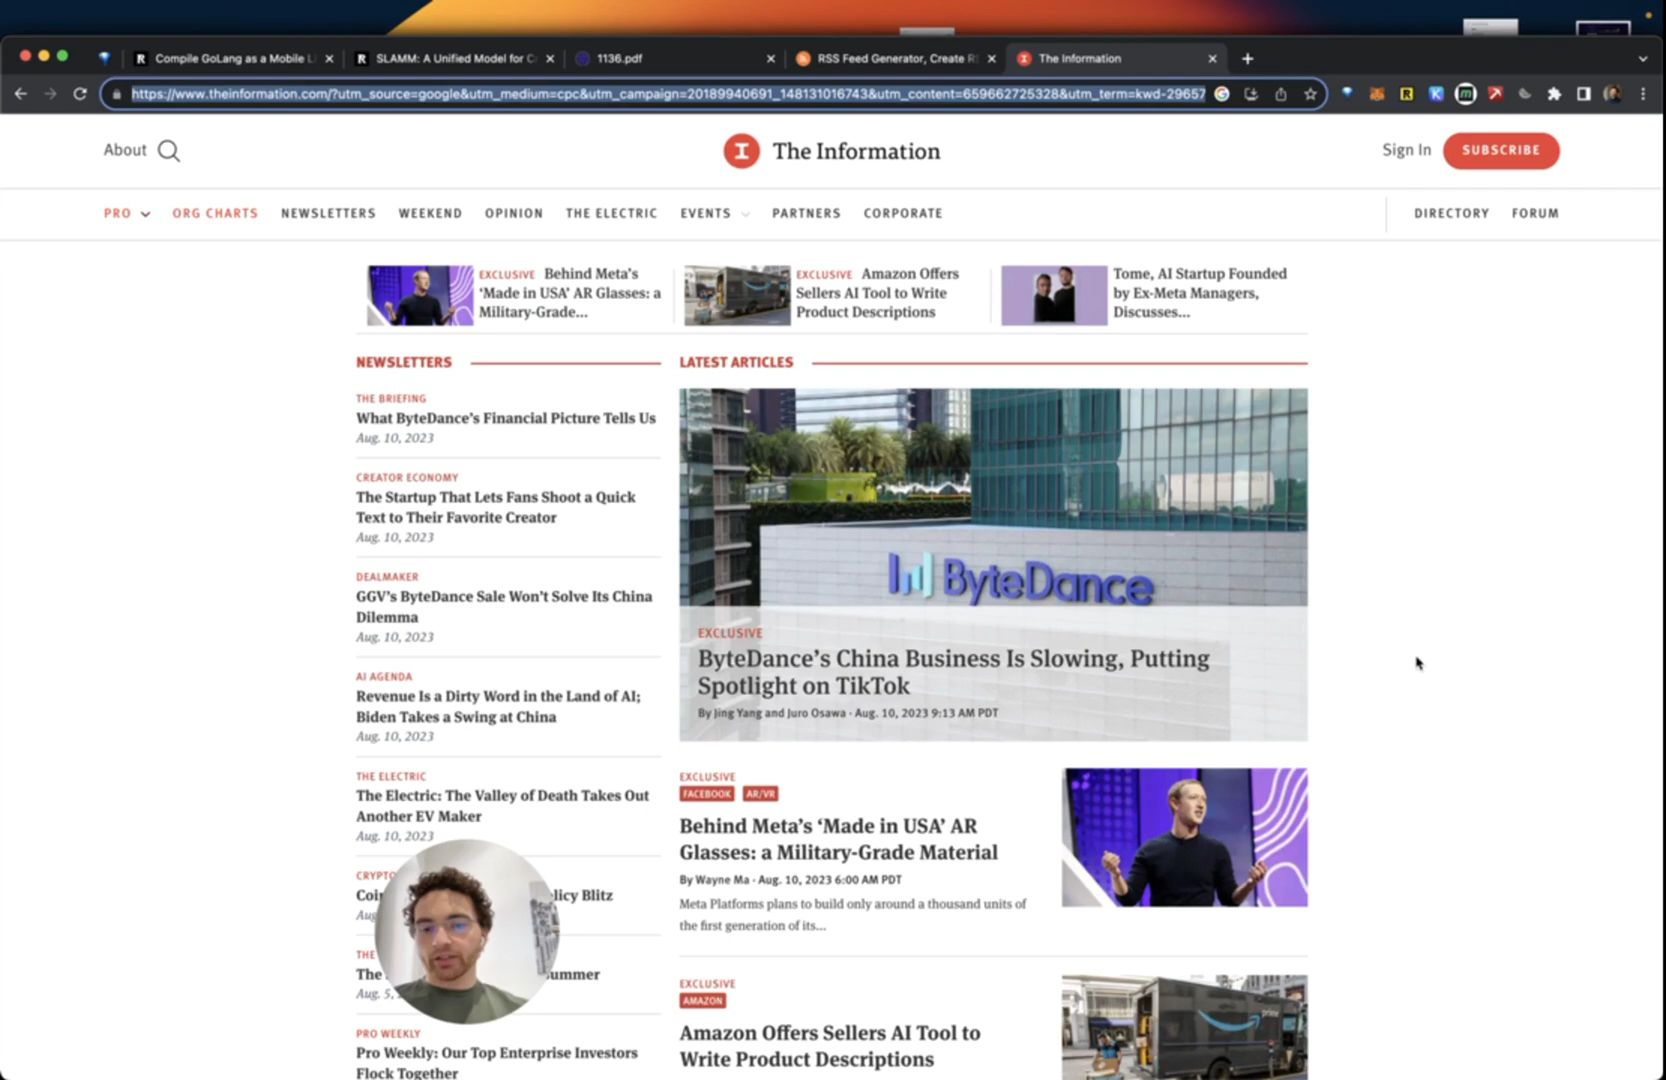 Compile GoLang as a Mobile L
SLAMM: A Unified Model for C
1136.pdf
RSS Feed Generator, Create R
The Information
https://www.theinformation.com/?utm_source=google&utm_medium=cpc&utm_campaign=20189940691_148131016743&utm_content=659662725328&utm_term=kwd-29657
About
The Information
Sign In
SUBSCRIBE
PRO
ORG CHARTS
NEWSLETTERS
WEEKEND
OPINION
THE ELECTRIC
EVENTS
PARTNERS
CORPORATE
DIRECTORY
FORUM
EXCLUSIVE Behind Meta's
'Made in USA' AR Glasses: a
Military-Grade...
EXCLUSIVE Amazon Offers
Sellers AI Tool to Write
Product Descriptions
Tome, AI Startup Founded
by Ex-Meta Managers,
Discusses...
NEWSLETTERS
THE BRIEFING
What ByteDance's Financial Picture Tells Us
Aug. 10, 2023
CREATOR ECONOMY
The Startup That Lets Fans Shoot a Quick
Text to Their Favorite Creator
Aug. 10, 2023
DEALMAKER
GGV's ByteDance Sale Won't Solve Its China
Dilemma
Aug. 10, 2023
AI AGENDA
Revenue Is a Dirty Word in the Land of AI;
Biden Takes a Swing at China
Aug. 10, 2023
THE ELECTRIC
The Electric: The Valley of Death Takes Out
Another EV Maker
Aug. 10, 2023
CRYPTO
Coi licy Blitz
Aug
THE
The ummer
Aug. 5,
PRO WEEKLY
Pro Weekly: Our Top Enterprise Investors
Flock Together
LATEST ARTICLES
ByteDance
EXCLUSIVE
ByteDance's China Business Is Slowing, Putting
Spotlight on TikTok
By Jing Yang and Juro Osawa · Aug. 10, 2023 9:13 AM PDT
EXCLUSIVE
FACEBOOK AR/VR
Behind Meta's 'Made in USA' AR
Glasses: a Military-Grade Material
By Wayne Ma · Aug. 10, 2023 6:00 AM PDT
Meta Platforms plans to build only around a thousand units of
the first generation of its...
EXCLUSIVE
AMAZON
Amazon Offers Sellers AI Tool to
Write Product Descriptions
prime